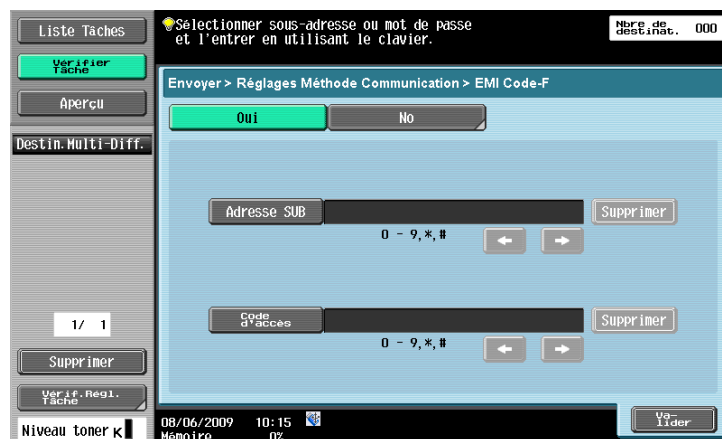 Liste Tâches
Vérifier
Tâche
Aperçu
Destin.Multi-Diff.
1/ 1
Supprimer
Vérif.Régl.
Tâche
Niveau toner K
Sélectionner sous-adresse ou mot de passe
et l'entrer en utilisant le clavier.
Nbre de
destinat. 000
Envoyer > Réglages Méthode Communication > EMI Code-F
Oui No
Adresse SUB Supprimer
0 - 9,*,#
Code
d'accès Supprimer
0 - 9,*,#
08/06/2009 10:15
Mémoire 0%
Va-
lider